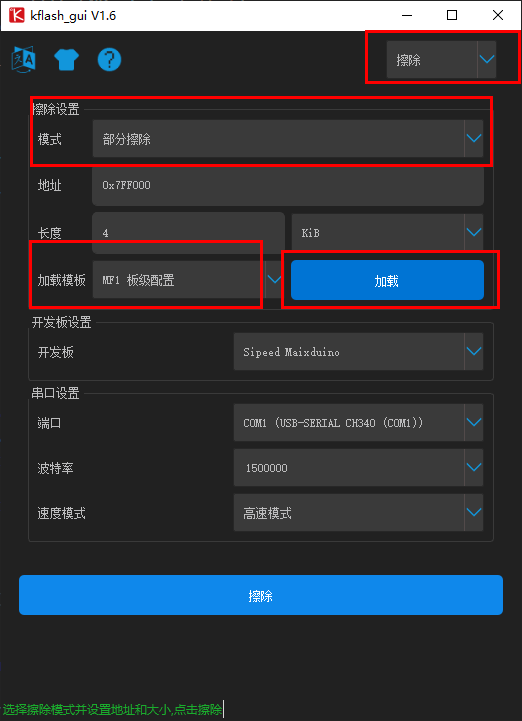 kflash_gui V1.6
擦除
擦除设置
模式 部分擦除
地址 0x7FF000
长度 4 KiB
加载模板 MF1 板级配置 加载
开发板设置
开发板 Sipeed Maixduino
串口设置
端口 COM1 (USB-SERIAL CH340 (COM1))
波特率 1500000
速度模式 高速模式
擦除
选择擦除模式并设置地址和大小,点击擦除